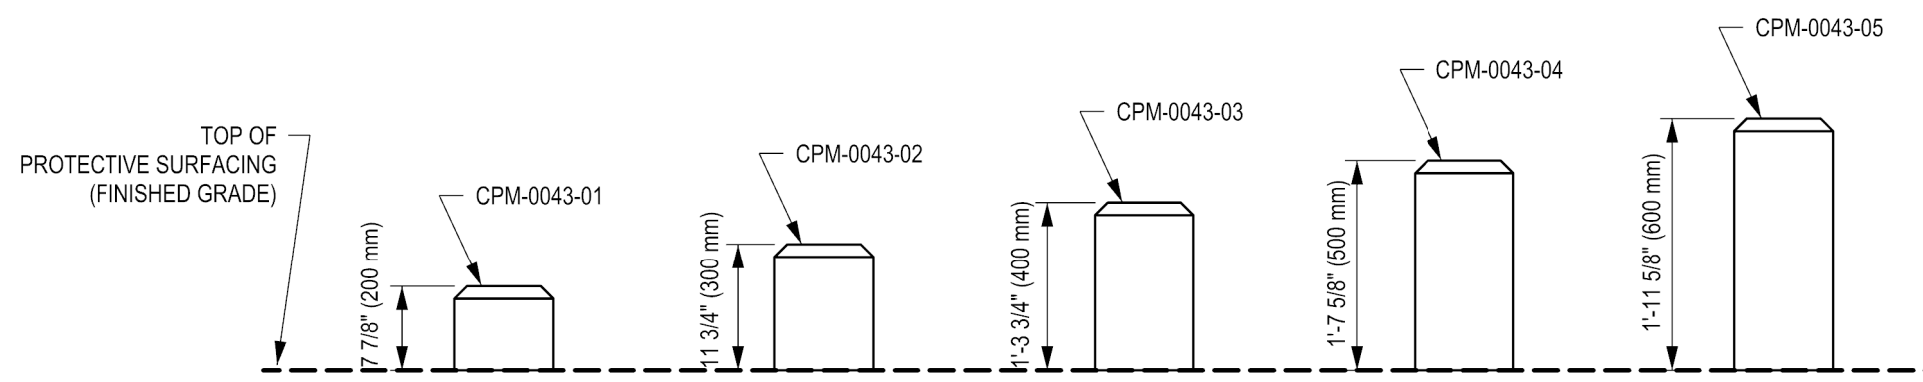 TOP OF
PROTECTIVE SURFACING
(FINISHED GRADE)
7 7/8" (200 mm)
CPM-0043-01
11 3/4" (300 mm)
CPM-0043-02
1'-3 3/4" (400 mm)
CPM-0043-03
1'-7 5/8" (500 mm)
CPM-0043-04
1'-11 5/8" (600 mm)
CPM-0043-05